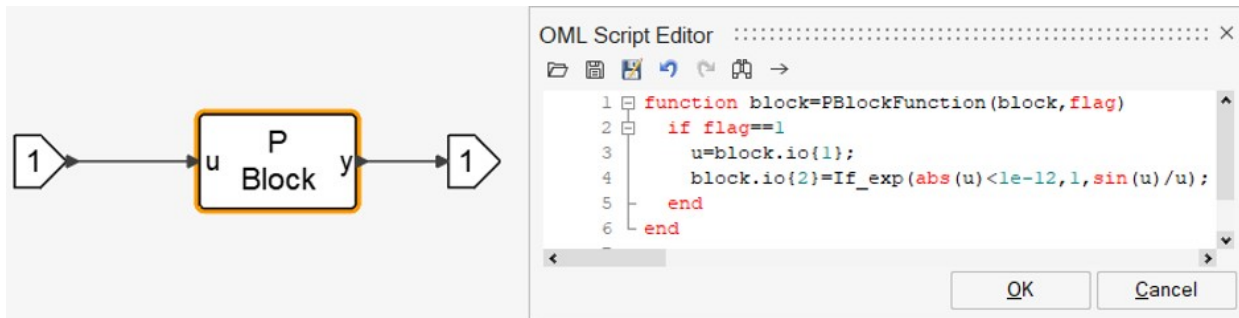 1
u P Block y
1
OML Script Editor
1 function block=PBlockFunction(block,flag)
2 if flag==1
3 u=block.io{1};
4 block.io{2}=If_exp(abs(u)<1e-12,1,sin(u)/u);
5 end
6 end
OK Cancel